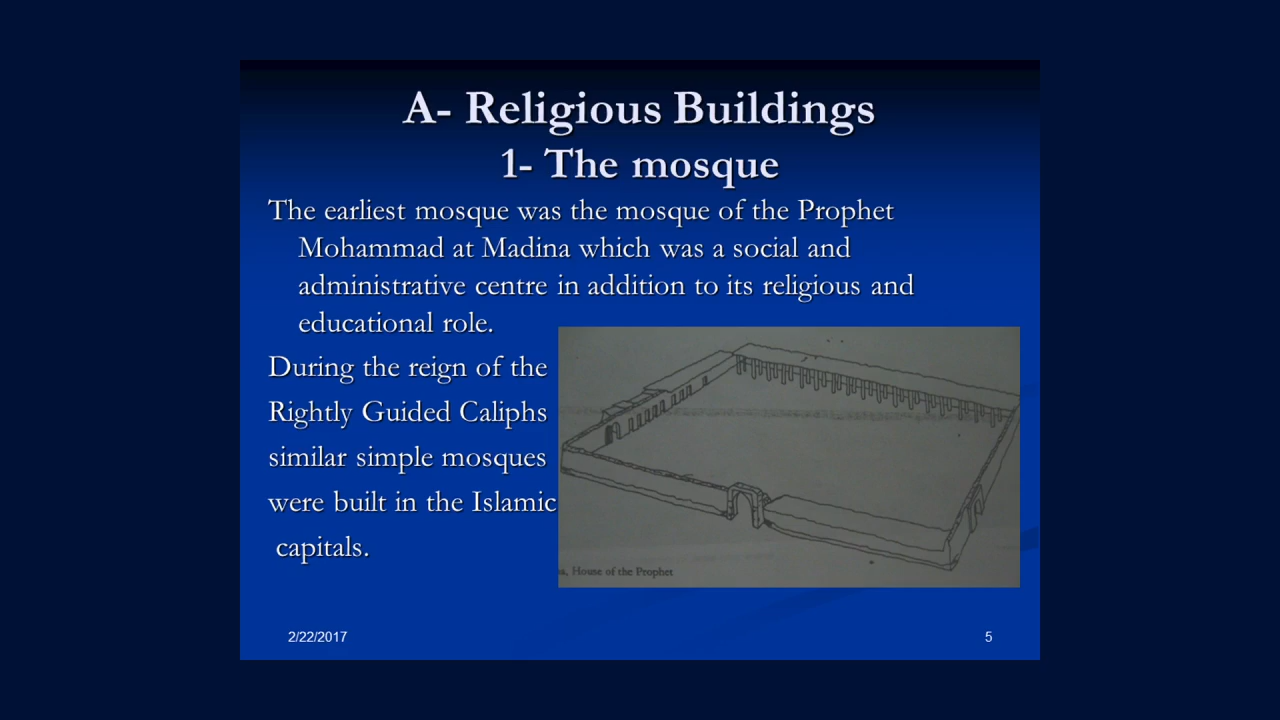 A- Religious Buildings
1- The mosque
The earliest mosque was the mosque of the Prophet
Mohammad at Madina which was a social and
administrative centre in addition to its religious and
educational role.
During the reign of the
Rightly Guided Caliphs
similar simple mosques
were built in the Islamic
capitals.
House of the Prophet
2/22/2017
5